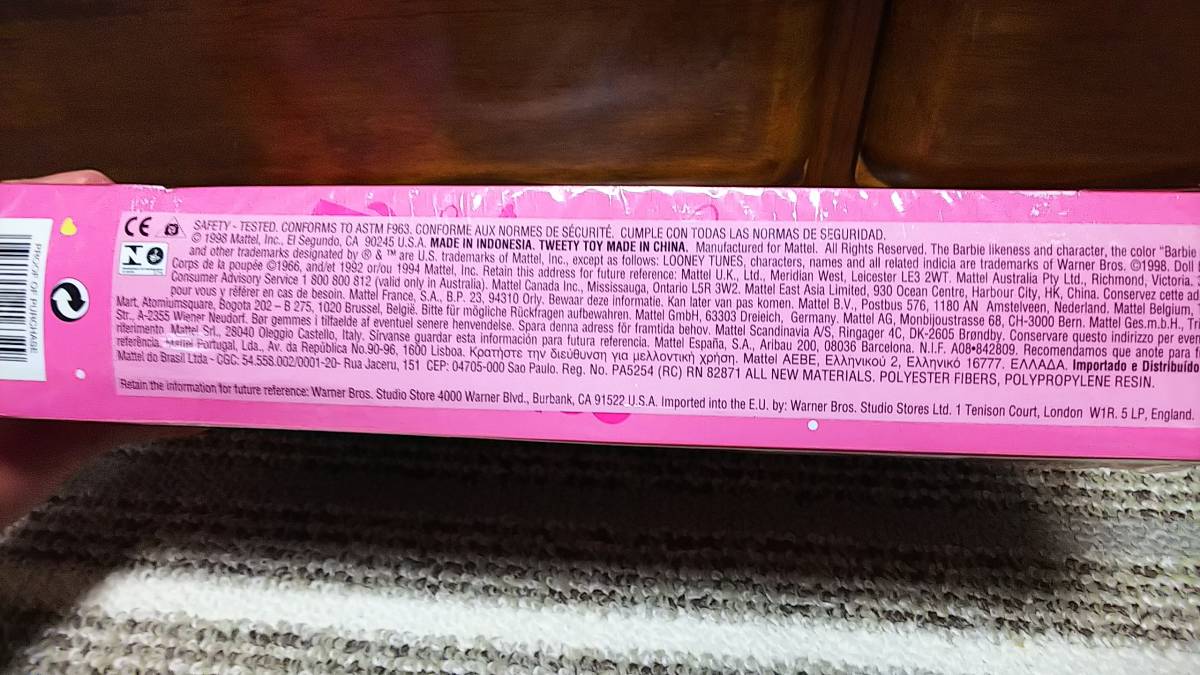 PROOF OF PURCHASE
CE
SAFETY - TESTED. CONFORMS TO ASTM F963. CONFORME AUX NORMES DE SÉCURITÉ. CUMPLE CON TODAS LAS NORMAS DE SEGURIDAD.
© 1998 Mattel, Inc., El Segundo, CA 90245 U.S.A. MADE IN INDONESIA. TWEETY TOY MADE IN CHINA. Manufactured for Mattel. All Rights Reserved. The Barbie likeness and character, the color "Barbie
N
and other trademarks designated by ® & ™ are U.S. trademarks of Mattel, Inc., except as follows: LOONEY TUNES, characters, names and all related indicia are trademarks of Warner Bros. ©1998. Doll
Corps de la poupée ©1966, and/et 1992 or/ou 1994 Mattel, Inc. Retain this address for future reference: Mattel U.K., Ltd., Meridian West, Leicester LE3 2WT. Mattel Australia Pty Ltd., Richmond, Victoria.
Consumer Advisory Service 1 800 800 812 (valid only in Australia). Mattel Canada Inc., Mississauga, Ontario L5R 3W2. Mattel East Asia Limited, 930 Ocean Centre, Harbour City, HK, China. Conservez cette
pour vous y référer en cas de besoin. Mattel France, S.A., B.P. 23, 94310 Orly. Bewaar deze informatie. Kan later van pas komen. Mattel B.V., Postbus 576, 1180 AN Amstelveen, Nederland. Mattel Belgium,
Mart, Atomiumsquare, Bogota 202 – B 275, 1020 Brussel, België. Bitte für mögliche Rückfragen aufbewahren. Mattel GmbH, 63303 Dreieich, Germany. Mattel AG, Monbijoustrasse 68, CH-3000 Bern. Mattel Ges.m.b.H.,
Str., A-2355 Wiener Neudorf. Bør gemmes i tilfælde af eventuel senere henvendelse. Spara denna adress för framtida behov. Mattel Scandinavia A/S, Ringager 4C, DK-2605 Brøndby. Conservare questo indirizzo per
riferimento. Mattel Srl., 28040 Oleggio Castello, Italy. Sírvanse guardar esta información para futura referencia. Mattel España, S.A., Aribau 200, 08036 Barcelona. N.I.F. A08•842809. Recomendamos que anote para
referência, Mattel Portugal, Lda., Av. da República No.90-96, 1600 Lisboa. Κρατήστε την διεύθυνση για μελλοντική χρήση. Mattel AEBE, Ελληνικού 2, Ελληνικό 16777. ΕΛΛΑΔΑ. Importado e Distribuído
Mattel do Brasil Ltda - CGC: 54.558.002/0001-20- Rua Jaceru, 151 CEP: 04705-000 Sao Paulo. Reg. No. PA5254 (RC) RN 82871 ALL NEW MATERIALS. POLYESTER FIBERS, POLYPROPYLENE RESIN.
Retain the information for future reference: Warner Bros. Studio Store 4000 Warner Blvd., Burbank, CA 91522 U.S.A. Imported into the E.U. by: Warner Bros. Studio Stores Ltd. 1 Tenison Court, London W1R. 5 LP, England.